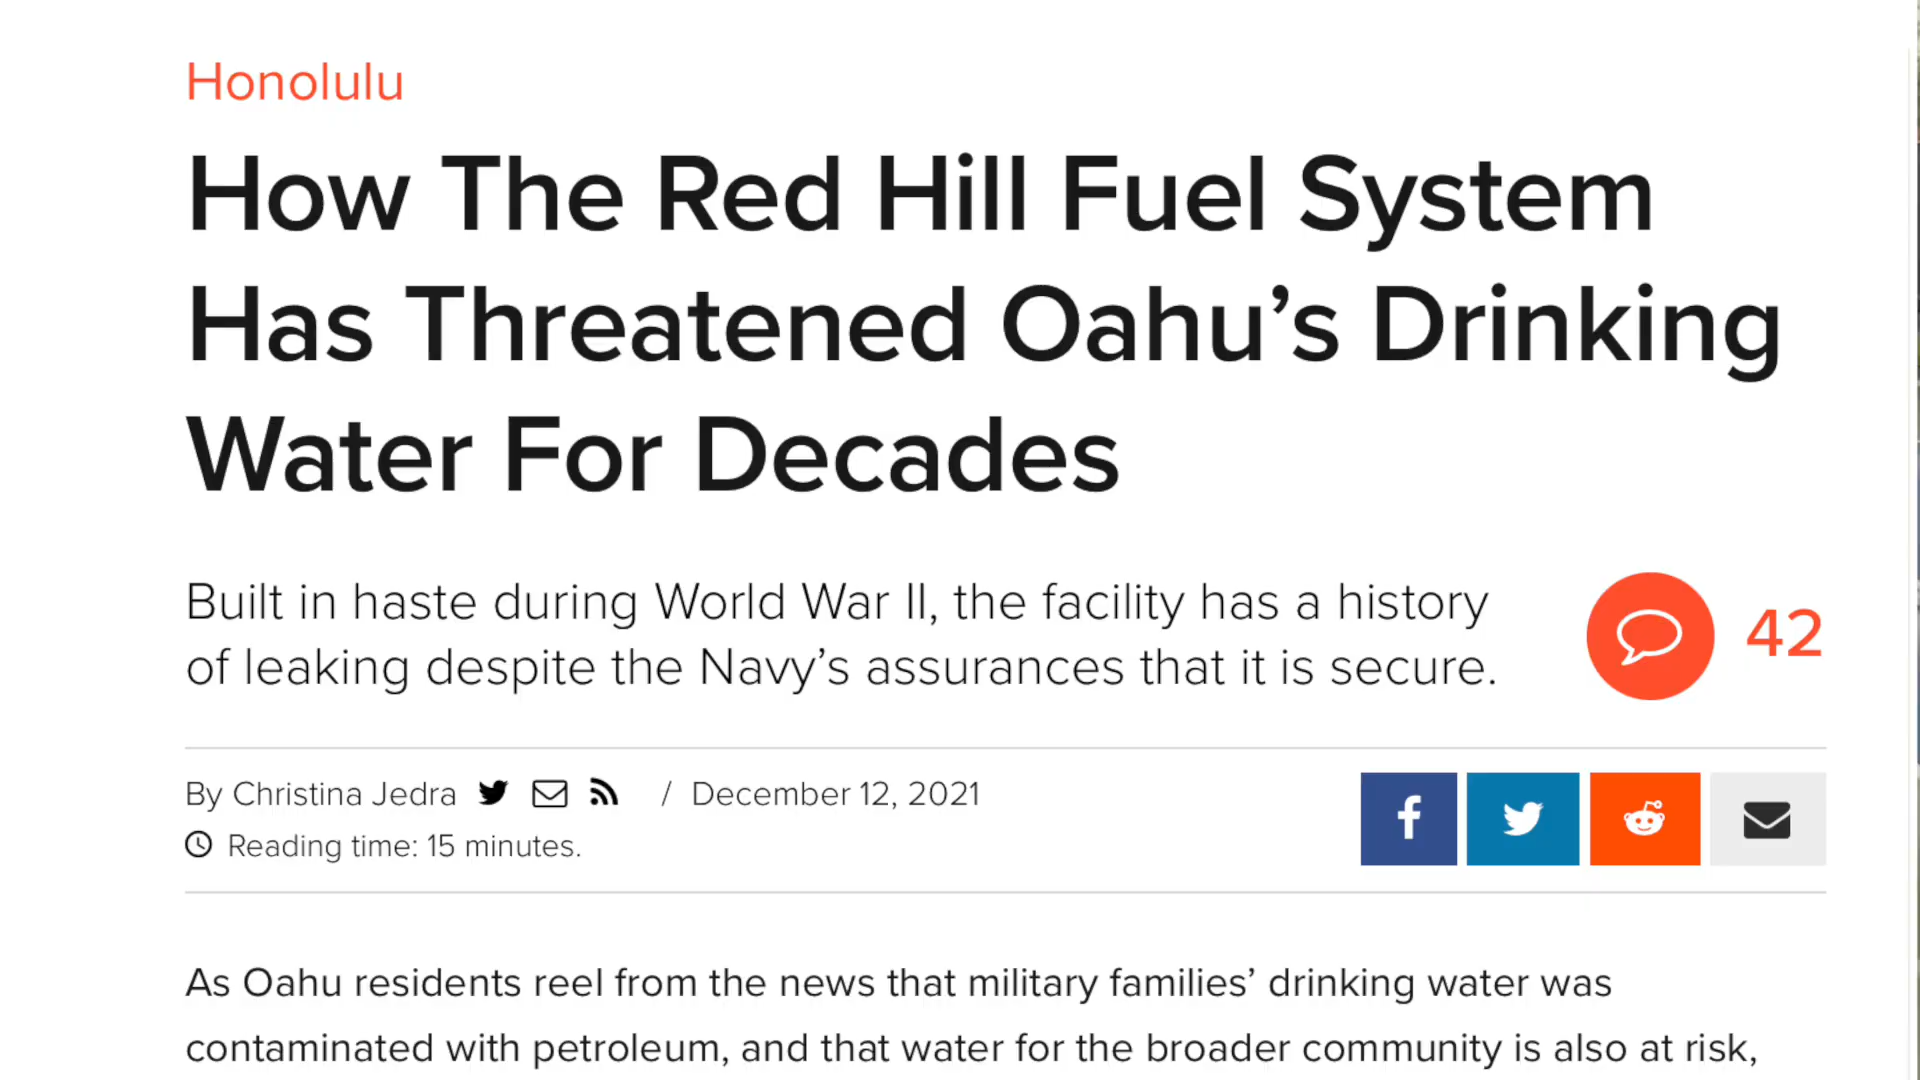 Honolulu
How The Red Hill Fuel System
Has Threatened Oahu’s Drinking
Water For Decades
Built in haste during World War II, the facility has a history
of leaking despite the Navy’s assurances that it is secure.
42
By Christina Jedra / December 12, 2021
Reading time: 15 minutes.
As Oahu residents reel from the news that military families’ drinking water was
contaminated with petroleum, and that water for the broader community is also at risk,